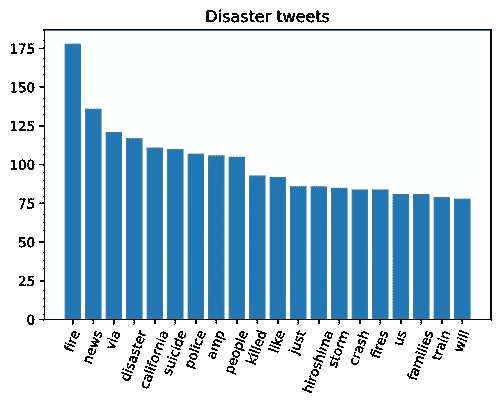 Disaster tweets
175
150
125
100
75
50
25
0
fire
news
via
disaster
california
suicide
police
amp
people
killed
like
just
hiroshima
storm
crash
fires
us
families
train
will